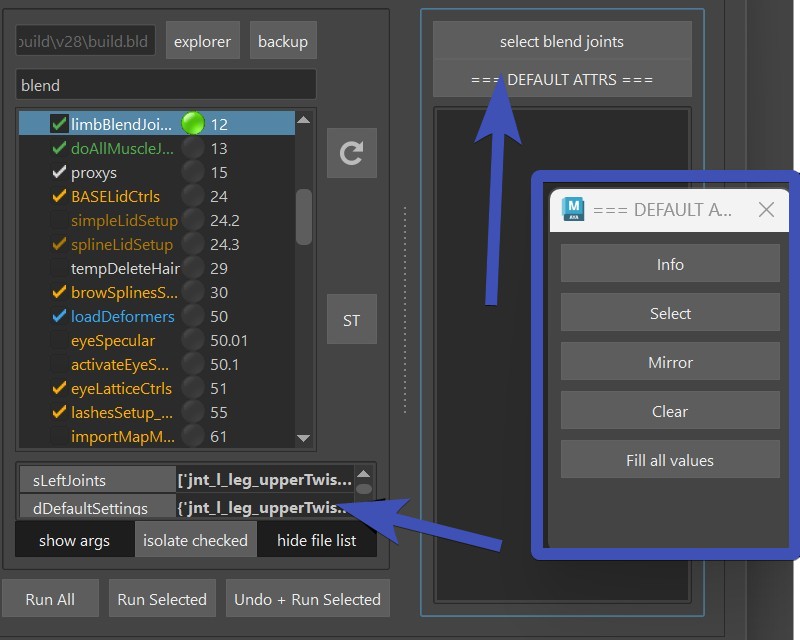 build\v28\build.bld
explorer
backup
blend
limbBlendJoi...
12
doAllMuscleJ...
13
proxys
15
BASELidCtrls
24
simpleLidSetup
24.2
splineLidSetup
24.3
tempDeleteHair
29
browSplinesS...
30
loadDeformers
50
eyeSpecular
50.01
activateEyeS...
50.1
eyeLatticeCtrls
51
lashesSetup_...
55
importMapM...
61
ST
sLeftJoints
['jnt_l_leg_upperTwis...
dDefaultSettings
{'jnt_l_leg_upperTwis...
show args
isolate checked
hide file list
Run All
Run Selected
Undo + Run Selected
select blend joints
=== DEFAULT ATTRS ===
M
=== DEFAULT A...
Info
Select
Mirror
Clear
Fill all values